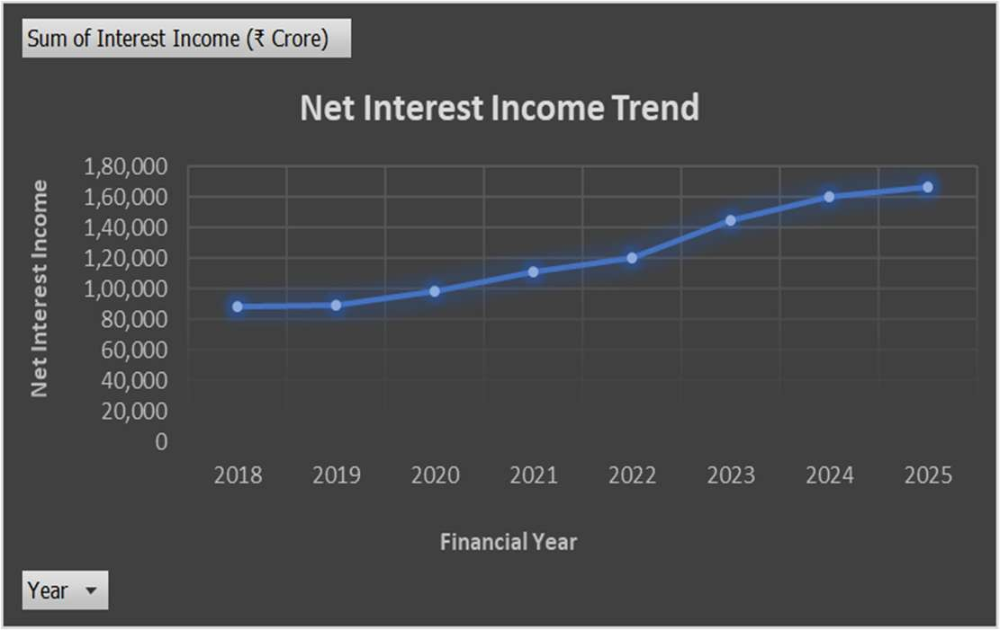 Sum of Interest Income (₹ Crore)
Net Interest Income Trend
Net Interest Income
1,80,000
1,60,000
1,40,000
1,20,000
1,00,000
80,000
60,000
40,000
20,000
0
2018 2019 2020 2021 2022 2023 2024 2025
Financial Year
Year